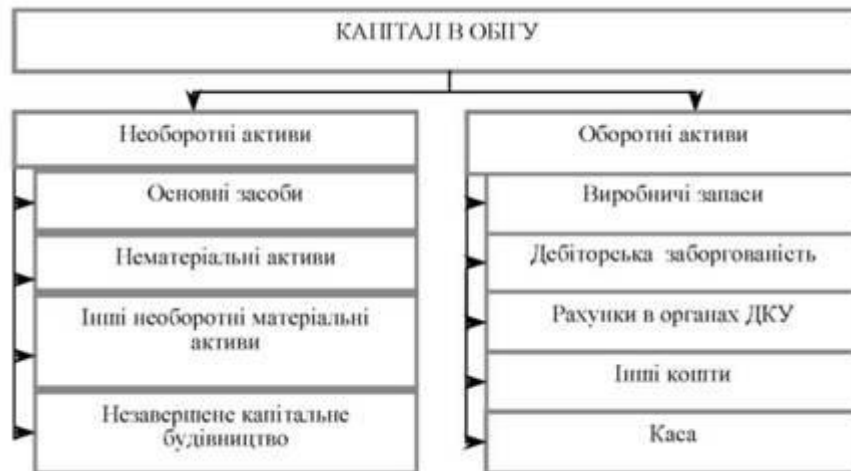 КАПІТАЛ В ОБІГУ
Необоротні активи
Основні засоби
Нематеріальні активи
Інші необоротні матеріальні
активи
Незавершене капітальне
будівництво
Оборотні активи
Виробничі запаси
Дебіторська заборгованість
Рахунки в органах ДКУ
Інші кошти
Каса